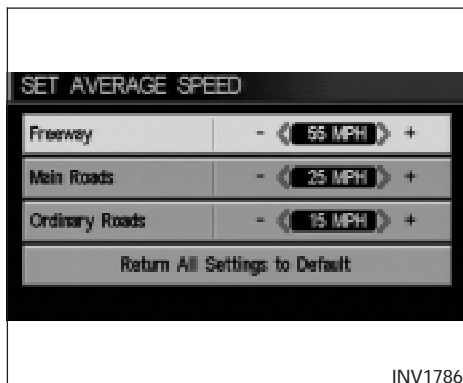 SET AVERAGE SPEED
Freeway - 55 MPH +
Main Roads - 25 MPH +
Ordinary Roads - 15 MPH +
Return All Settings to Default
INV1786